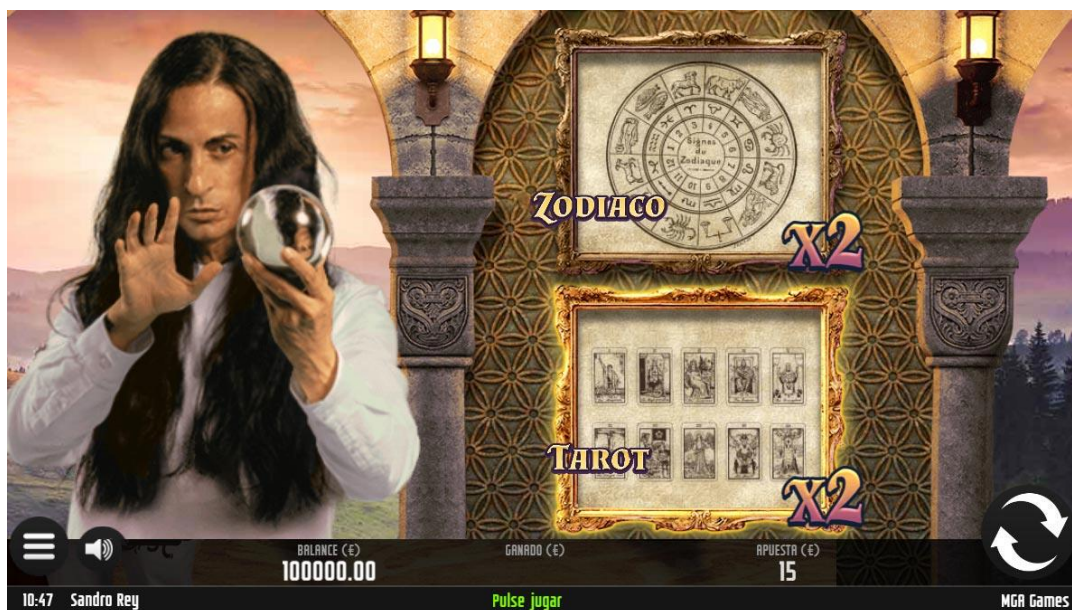 Signes
du
Zodiaque
ZODIACO
X2
TAROT
X2
BALANCE (€)
100000.00
GANADO (€)
APUESTA (€)
15
10:47 Sandro Rey
Pulse jugar
MGA Games